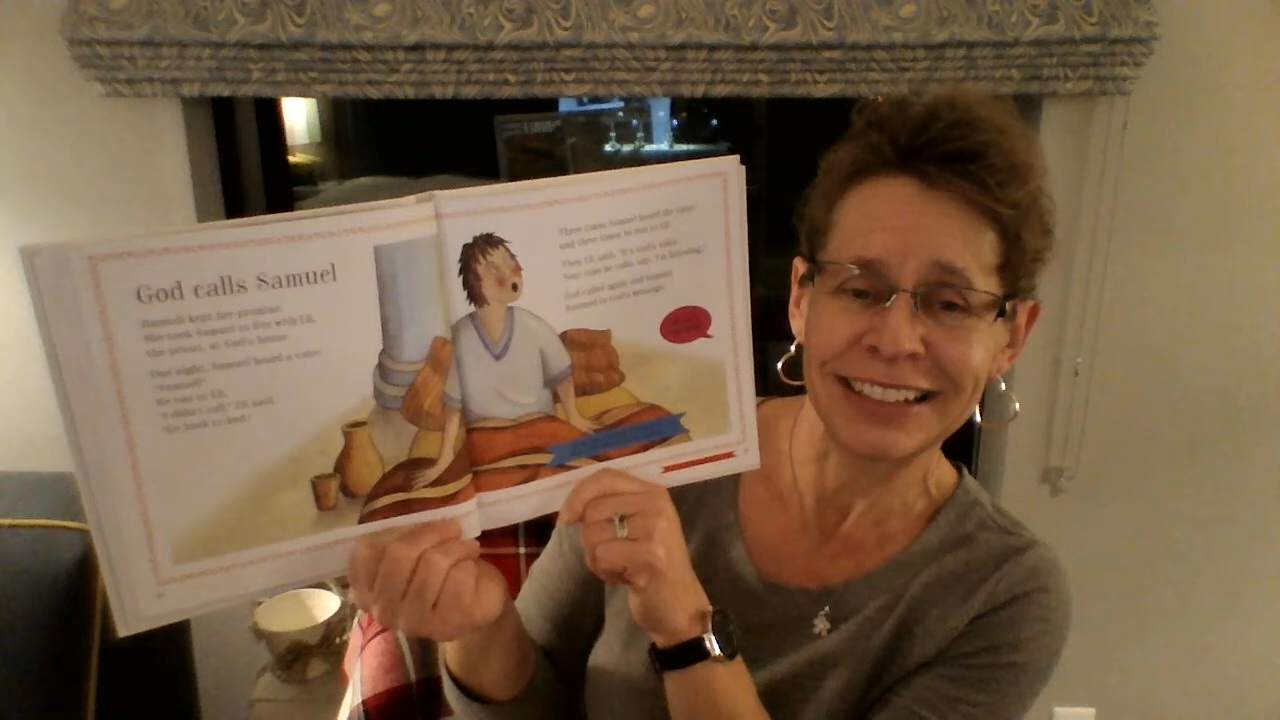 God calls Samuel
Hannah kept her promise.
She took Samuel to live with Eli,
the priest, at God's house.
One night, Samuel heard a voice.
"Samuel!"
He ran to Eli.
"I didn't call," Eli said.
"Go back to bed."
Three times Samuel heard the voice
and three times he ran to Eli.
Then Eli said, "It's God's voice.
Next time he calls, say, 'I'm listening.'"
God called again and Samuel
listened to God's message.